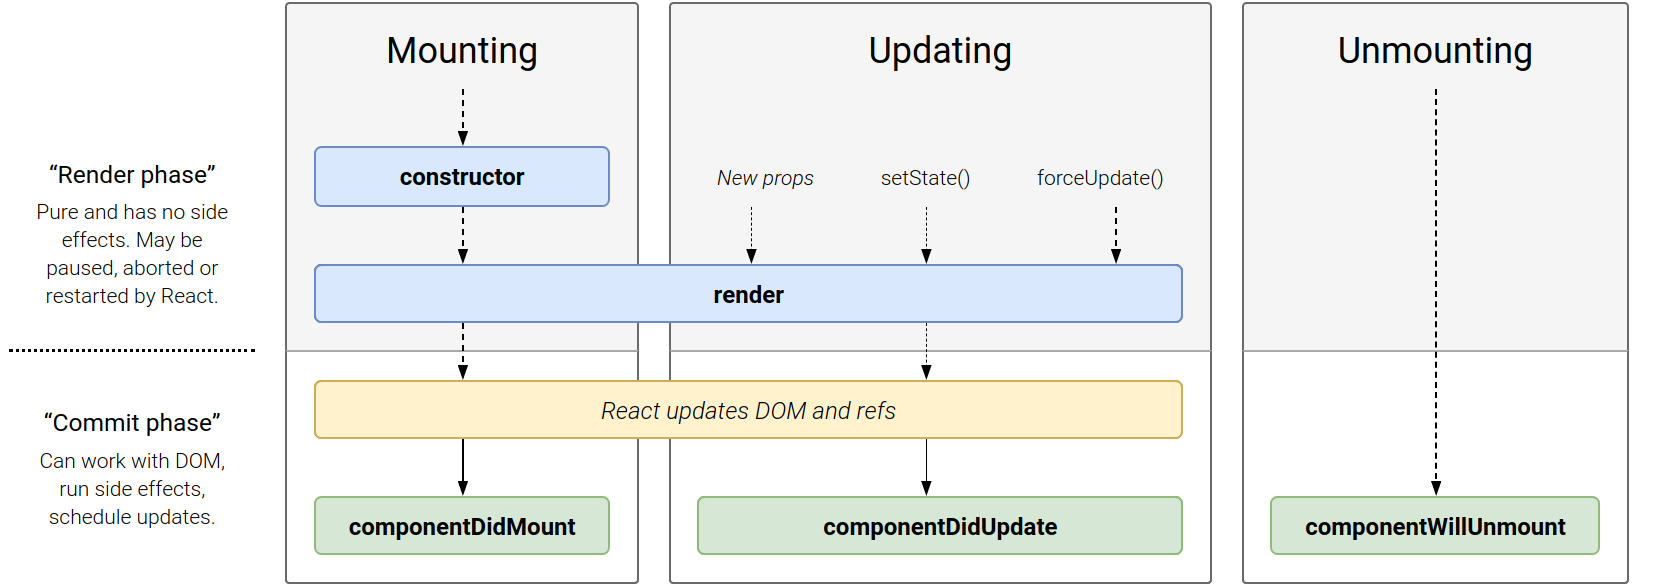 Mounting
Updating
Unmounting
“Render phase”
Pure and has no side
effects. May be
paused, aborted or
restarted by React.
constructor
New props
setState()
forceUpdate()
render
“Commit phase”
Can work with DOM,
run side effects,
schedule updates.
React updates DOM and refs
componentDidMount
componentDidUpdate
componentWillUnmount